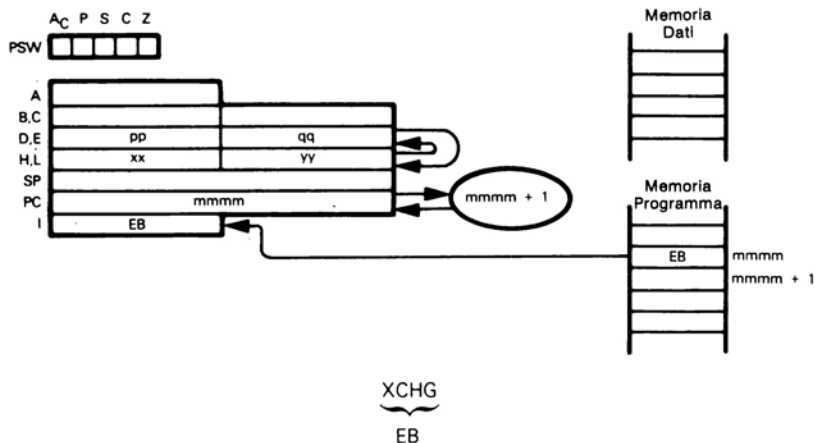 AC P S C Z
PSW
Memoria
Dati
A
B,C
D,E pp qq
H,L xx yy
SP
PC mmmm mmmm + 1
I EB
Memoria
Programma
EB mmmm
mmmm + 1
XCHG
EB